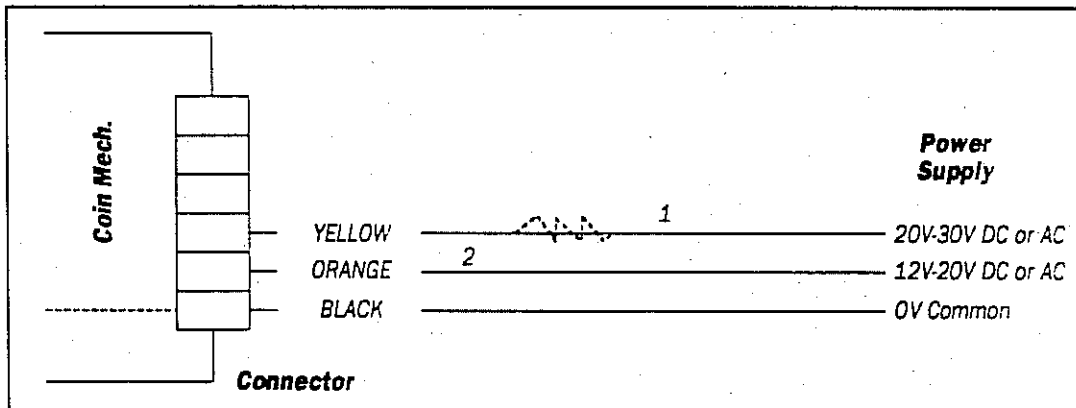 Coin Mech.
Power
Supply
1
YELLOW
20V-30V DC or AC
2
ORANGE
12V-20V DC or AC
BLACK
0V Common
Connector